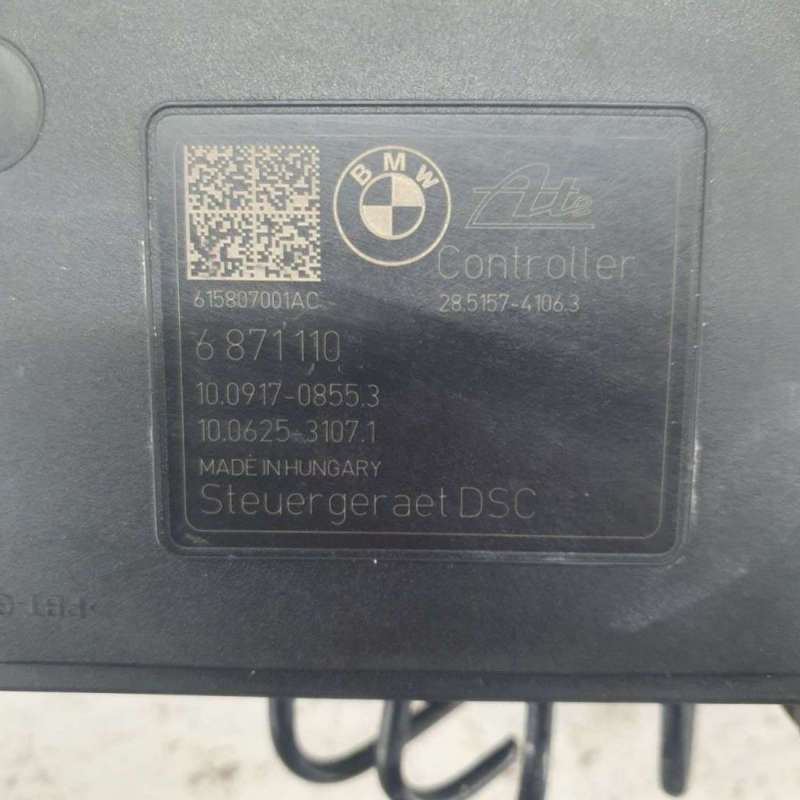 BMW
Ate
Controller
615807001AC 28.5157-4106.3
6 871 110
10.0917-0855.3
10.0625-3107.1
MADE IN HUNGARY
Steuergeraet DSC